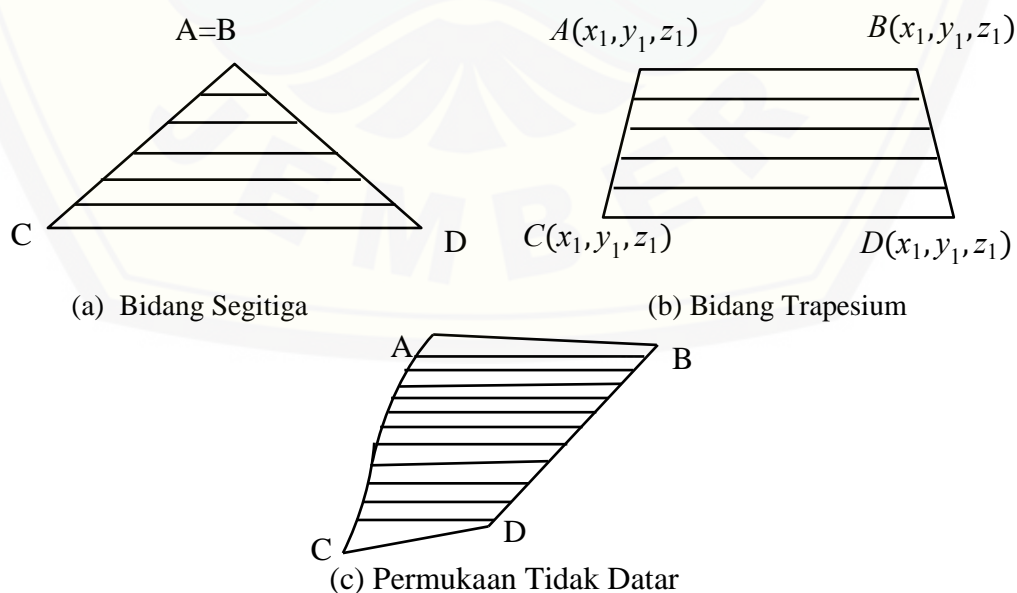 A=B
A(x₁, y₁, z₁) B(x₁, y₁, z₁)
C D
C(x₁, y₁, z₁) D(x₁, y₁, z₁)
(a) Bidang Segitiga (b) Bidang Trapesium
A B
C D
(c) Permukaan Tidak Datar
EMBER